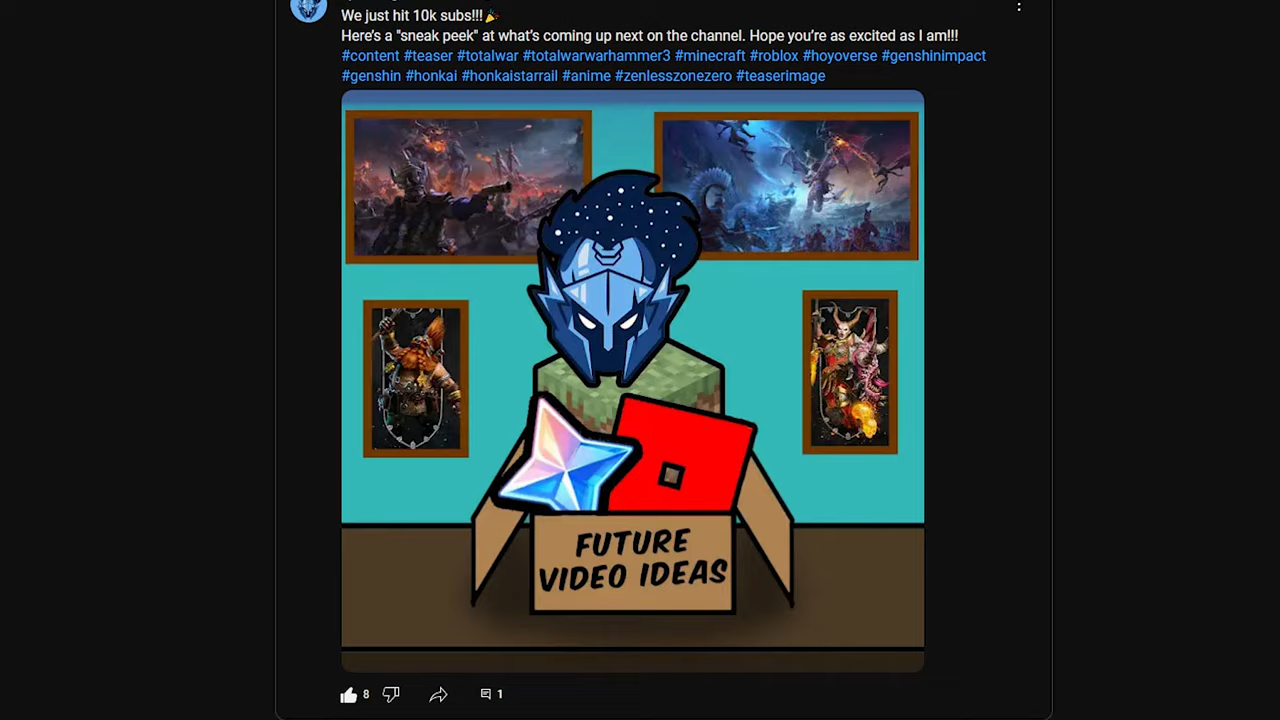 We just hit 10k subs!!!🎉
Here’s a "sneak peek" at what’s coming up next on the channel. Hope you’re as excited as I am!!!
#content #teaser #totalwar #totalwarwarhammer3 #minecraft #roblox #hoyoverse #genshinimpact
#genshin #honkai #honkaistarrail #anime #zenlesszonezero #teaserimage
FUTURE
VIDEO IDEAS
8
1